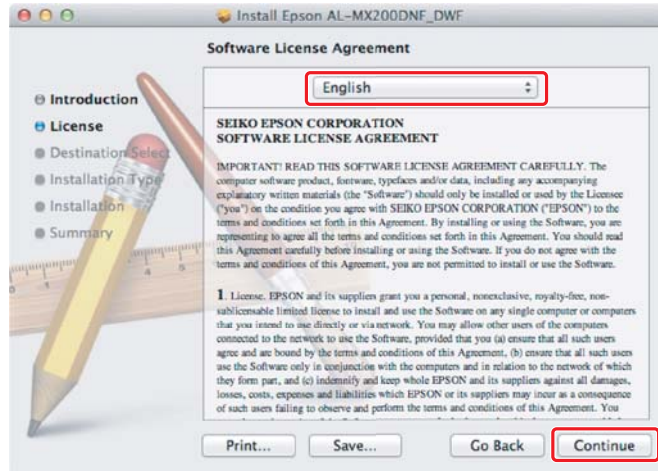 Install Epson AL-MX200DNF_DWF
Software License Agreement
Introduction
License
Destination Select
Installation Type
Installation
Summary
English
SEIKO EPSON CORPORATION
SOFTWARE LICENSE AGREEMENT
IMPORTANT! READ THIS SOFTWARE LICENSE AGREEMENT CAREFULLY. The
computer software product, fontware, typefaces and/or data, including any accompanying
explanatory written materials (the "Software") should only be installed or used by the Licensee
("you") on the condition you agree with SEIKO EPSON CORPORATION ("EPSON") to the
terms and conditions set forth in this Agreement. By installing or using the Software, you are
representing to agree all the terms and conditions set forth in this Agreement. You should read
this Agreement carefully before installing or using the Software. If you do not agree with the
terms and conditions of this Agreement, you are not permitted to install or use the Software.
1. License. EPSON and its suppliers grant you a personal, nonexclusive, royalty-free, non-
sublicensable limited license to install and use the Software on any single computer or computers
that you intend to use directly or via network. You may allow other users of the computers
connected to the network to use the Software, provided that you (a) ensure that all such users
agree and are bound by the terms and conditions of this Agreement, (b) ensure that all such users
use the Software only in conjunction with the computers and in relation to the network of which
they form part, and (c) indemnify and keep whole EPSON and its suppliers against all damages,
losses, costs, expenses and liabilities which EPSON or its suppliers may incur as a consequence
of such users failing to observe and perform the terms and conditions of this Agreement. You
Print...
Save...
Go Back
Continue